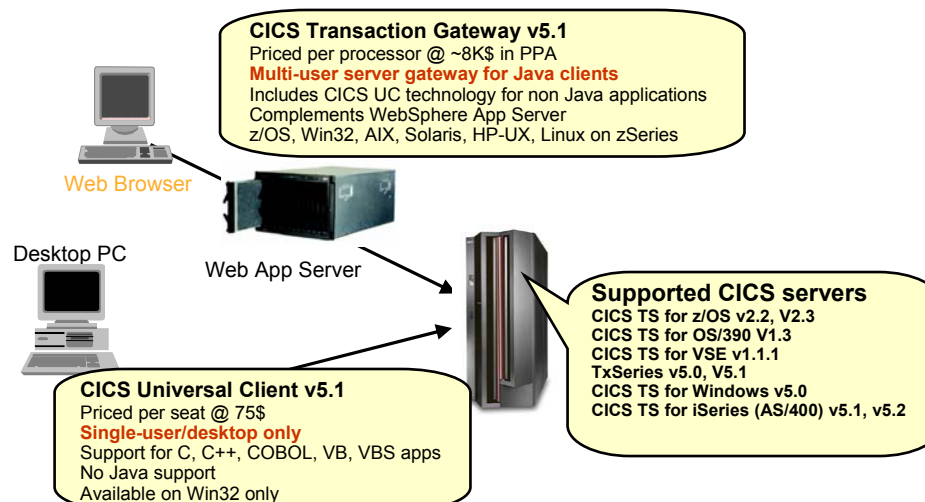 CICS Transaction Gateway v5.1
Priced per processor @ ~8K$ in PPA
Multi-user server gateway for Java clients
Includes CICS UC technology for non Java applications
Complements WebSphere App Server
z/OS, Win32, AIX, Solaris, HP-UX, Linux on zSeries
Web Browser
Desktop PC
Web App Server
Supported CICS servers
CICS TS for z/OS v2.2, V2.3
CICS TS for OS/390 V1.3
CICS TS for VSE v1.1.1
TxSeries v5.0, V5.1
CICS TS for Windows v5.0
CICS TS for iSeries (AS/400) v5.1, v5.2
CICS Universal Client v5.1
Priced per seat @ 75$
Single-user/desktop only
Support for C, C++, COBOL, VB, VBS apps
No Java support
Available on Win32 only